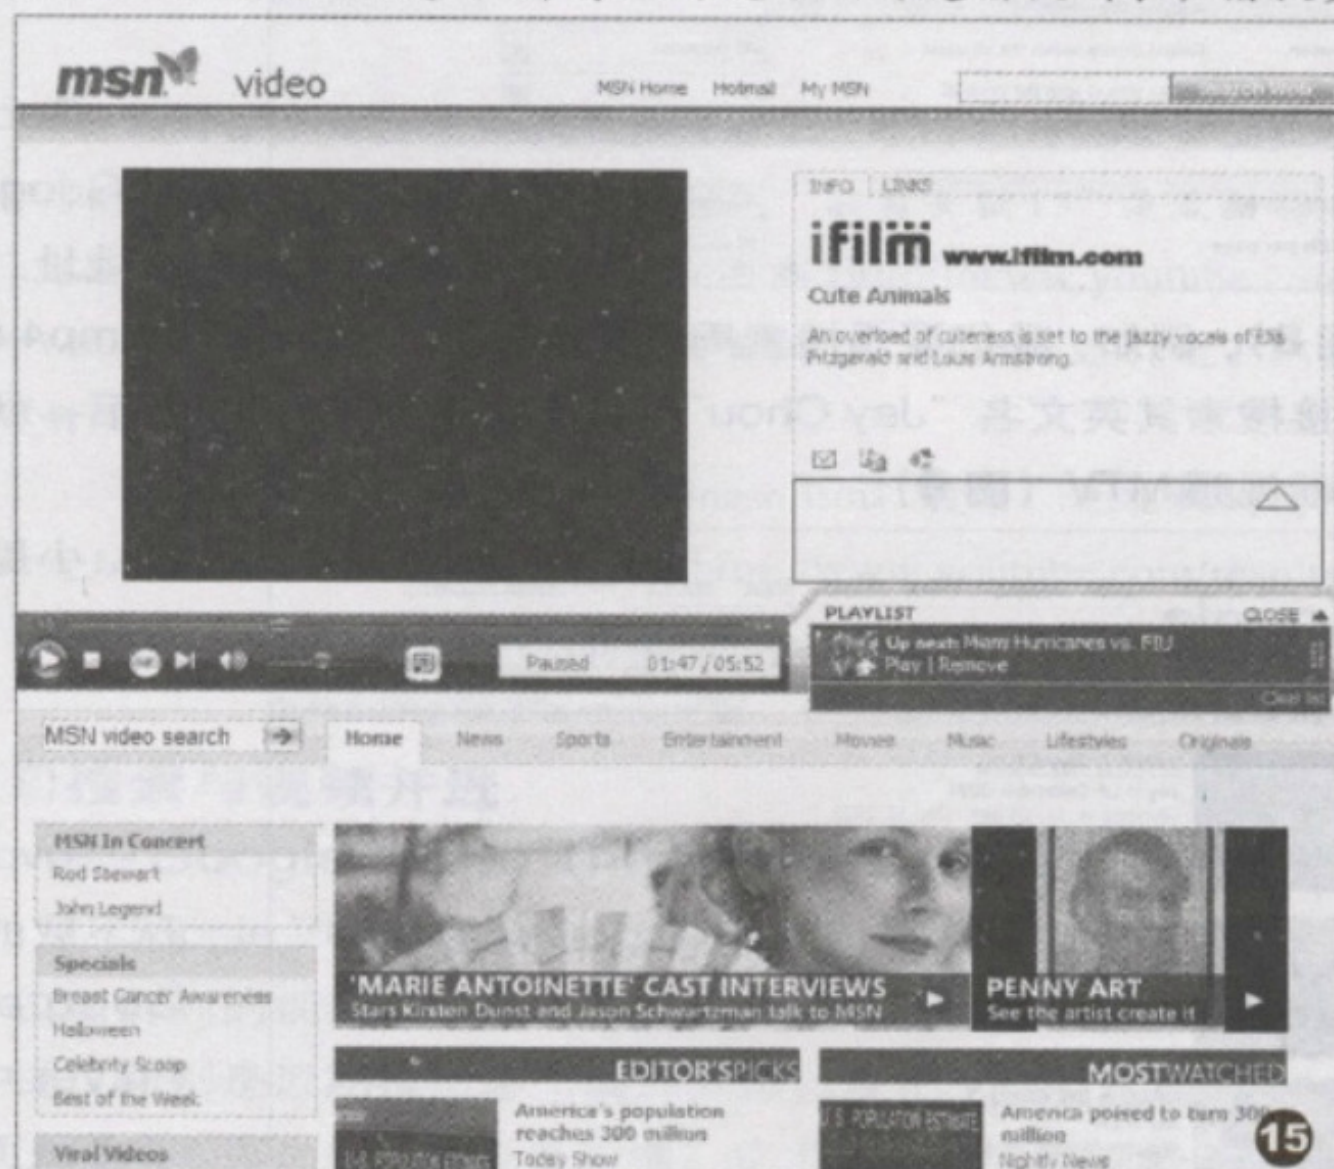 msn video
MSN Home Hotmail My MSN
INFO LINKS
ifilm www.ifilm.com
Cute Animals
An overload of cuteness is set to the jazzy vocals of Ella
Fitzgerald and Louis Armstrong.
PLAYLIST CLOSE
Up next: Miami Hurricanes vs. FIU
Play | Remove
Paused 01:47 / 05:52
MSN video search
Home News Sports Entertainment Movies Music Lifestyles Originals
MSN In Concert
Rod Stewart
John Legend
Specials
Breast Cancer Awareness
Halloween
Celebrity Scoop
Best of the Week
Viral Videos
'MARIE ANTOINETTE' CAST INTERVIEWS
Stars Kirsten Dunst and Jason Schwartzman talk to MSN
PENNY ART
See the artist create it
EDITOR'SPICKS
America's population
reaches 300 million
Today Show
MOSTWATCHED
U.S. POPULATION ESTIMATE
America poised to turn 300
million
Nightly News
15